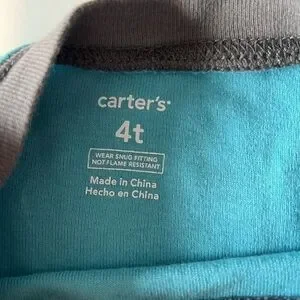 carter's
4t
WEAR SNUG FITTING
NOT FLAME RESISTANT
Made in China
Hecho en China